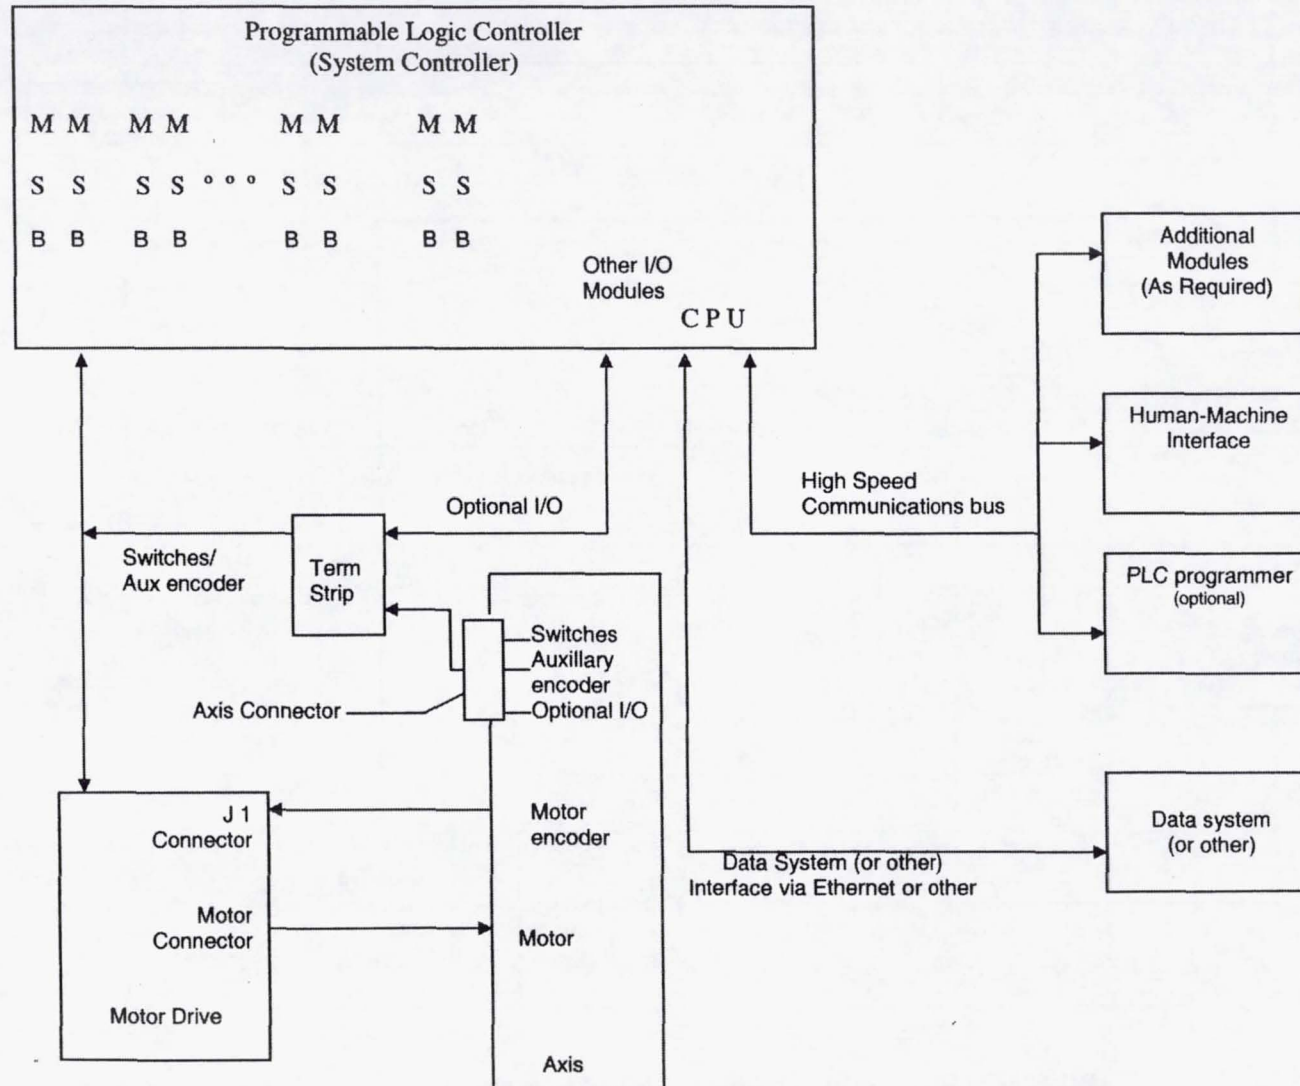 Programmable Logic Controller
(System Controller)
M M M M M M M M
S S S S o o o S S S S
B B B B B B B B
Other I/O
Modules
C P U
Additional
Modules
(As Required)
Human-Machine
Interface
High Speed
Communications bus
Optional I/O
Switches/
Aux encoder
Term
Strip
PLC programmer
(optional)
Switches
Auxillary
encoder
Optional I/O
Axis Connector
J 1
Connector
Motor
encoder
Data system
(or other)
Data System (or other)
Interface via Ethernet or other
Motor
Connector
Motor
Motor Drive
Axis